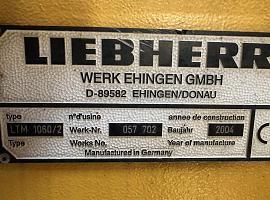 LIEBHERR
WERK EHINGEN GMBH
D-89582 EHINGEN/DONAU
type n°d'usine annee de construction
LTM 1060/2 Werk-Nr. 057 702 Baujahr 2004
Type Works No. Year of manufacture
Manufactured in Germany